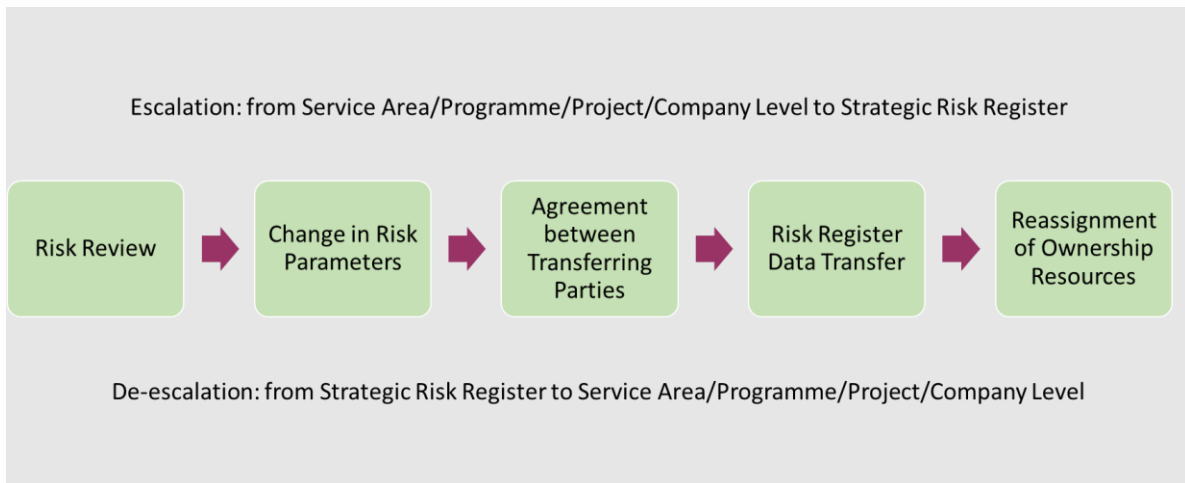 Escalation: from Service Area/Programme/Project/Company Level to Strategic Risk Register
Risk Review
Change in Risk
Parameters
Agreement
between
Transferring
Parties
Risk Register
Data Transfer
Reassignment
of Ownership
Resources
De-escalation: from Strategic Risk Register to Service Area/Programme/Project/Company Level